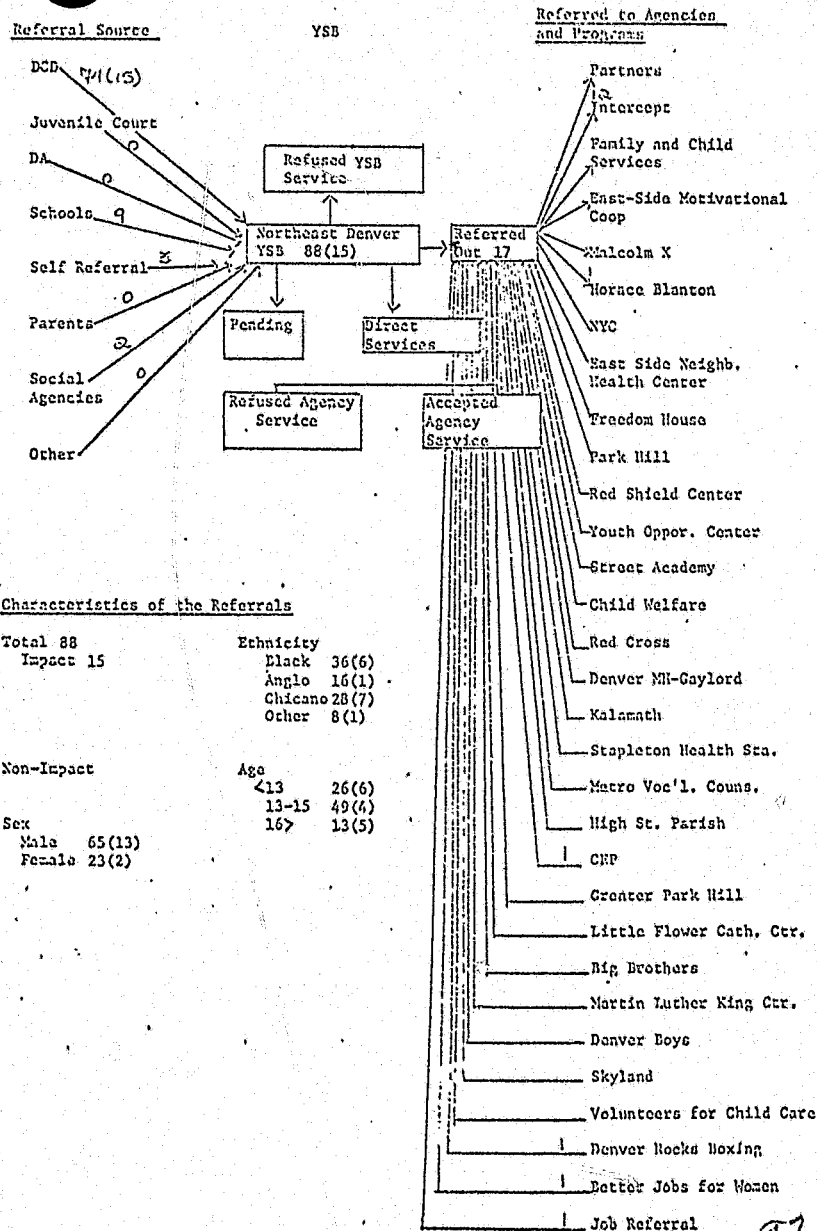 Referral Source
YSB
Referred to Agencies
and Programs
DCD 74(15)
Juvenile Court
0
DA
0
Schools 9
Self Referral 3
Parents 0
2
Social
Agencies
0
Other
Refused YSB
Service
Northeast Denver
YSB 88(15)
Referred
Out 17
Pending
Direct
Services
Refused Agency
Service
Accepted
Agency
Service
Partners
12
Intercept
1
Family and Child
Services
1
East-Side Motivational
Coop
Malcolm X
1
Horace Blanton
NYC
East Side Neighb.
Health Center
Freedom House
Park Hill
Red Shield Center
Youth Oppor. Center
Street Academy
Child Welfare
Red Cross
Denver MH-Gaylord
Kalamath
Stapleton Health Sta.
Metro Voc'l. Couns.
High St. Parish
1 CHP
Greater Park Hill
Little Flower Cath. Ctr.
Big Brothers
Martin Luther King Ctr.
Denver Boys
Skyland
Volunteers for Child Care
1 Denver Rocks Boxing
1 Better Jobs for Women
1 Job Referral
Characteristics of the Referrals
Total 88
Impact 15
Non-Impact
Sex
Male 65(13)
Female 23(2)
Ethnicity
Black 36(6)
Anglo 16(1)
Chicano 28(7)
Other 8(1)
Age
<13 26(6)
13-15 49(4)
16> 13(5)